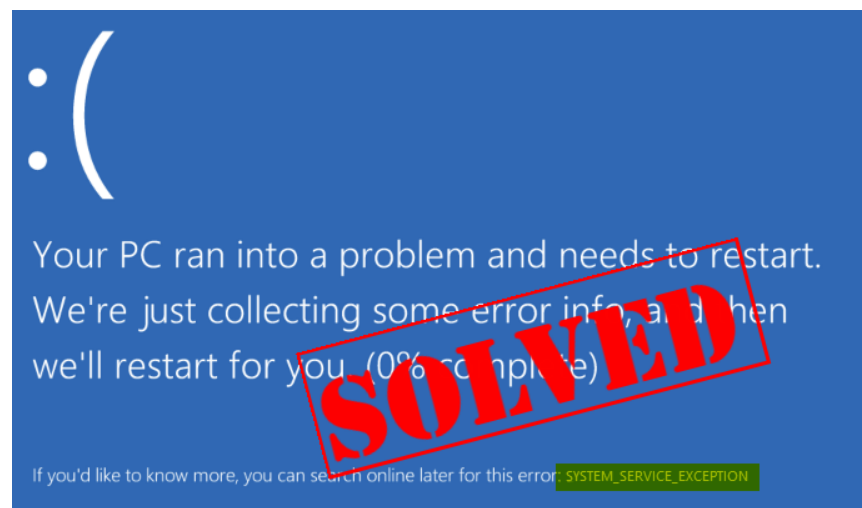 :(
Your PC ran into a problem and needs to restart.
We're just collecting some error info, and then
we'll restart for you. (0% complete)
SOLVED
If you'd like to know more, you can search online later for this error: SYSTEM_SERVICE_EXCEPTION